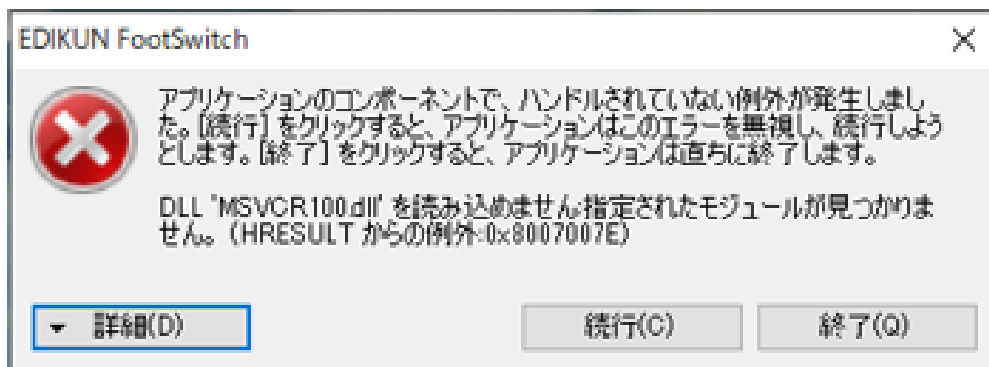 EDIKUN FootSwitch
アプリケーションのコンポーネントで、ハンドルされていない例外が発生しまし
た。[続行] をクリックすると、アプリケーションはこのエラーを無視し、続行しよう
とします。[終了] をクリックすると、アプリケーションは直ちに終了します。
DLL 'MSVCR100.dll' を読み込めません:指定されたモジュールが見つかりま
せん。 (HRESULT からの例外:0x8007007E)
詳細(D)
続行(C)
終了(Q)